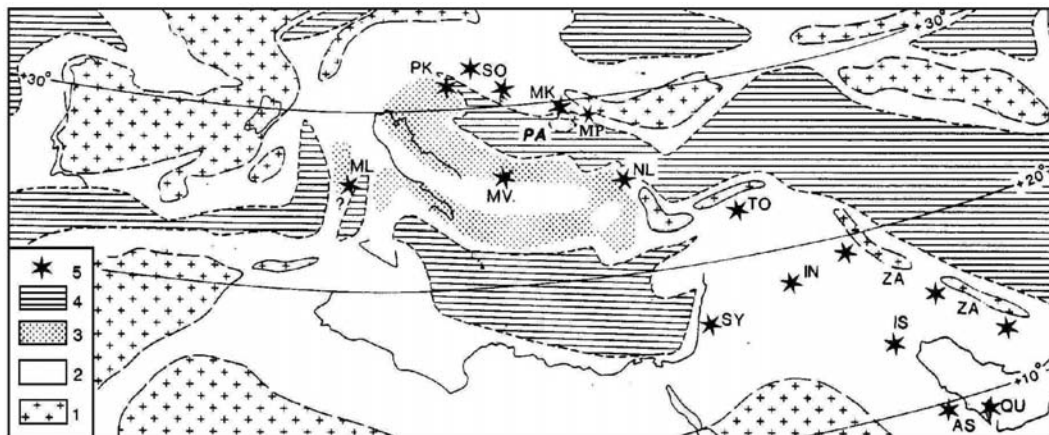 +30°
30°
PK
SO
MK
MP
PA
ML
?
MV.
NL
TO
+20°
IN
ZA
ZA
SY
IS
+10°
AS
QU
5
4
3
2
1